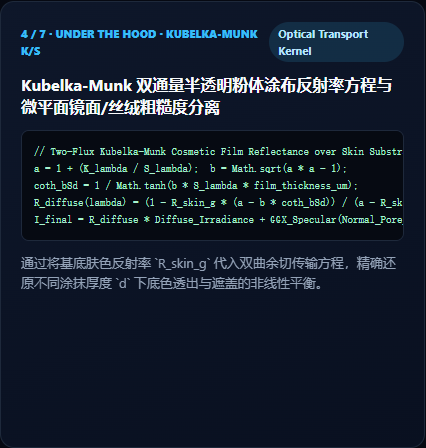 4 / 7 · UNDER THE HOOD · KUBELKA-MUNK
K/S
Optical Transport
Kernel
Kubelka-Munk 双通量半透明粉体涂布反射率方程与
微平面镜面/丝绒粗糙度分离
// Two-Flux Kubelka-Munk Cosmetic Film Reflectance over Skin Substr
a = 1 + (K_lambda / S_lambda);  b = Math.sqrt(a * a - 1);
coth_bSd = 1 / Math.tanh(b * S_lambda * film_thickness_um);
R_diffuse(lambda) = (1 - R_skin_g * (a - b * coth_bSd)) / (a - R_sk
I_final = R_diffuse * Diffuse_Irradiance + GGX_Specular(Normal_Pore,
通过将基底肤色反射率 `R_skin_g` 代入双曲余切传输方程，精确还
原不同涂抹厚度 `d` 下底色透出与遮盖的非线性平衡。